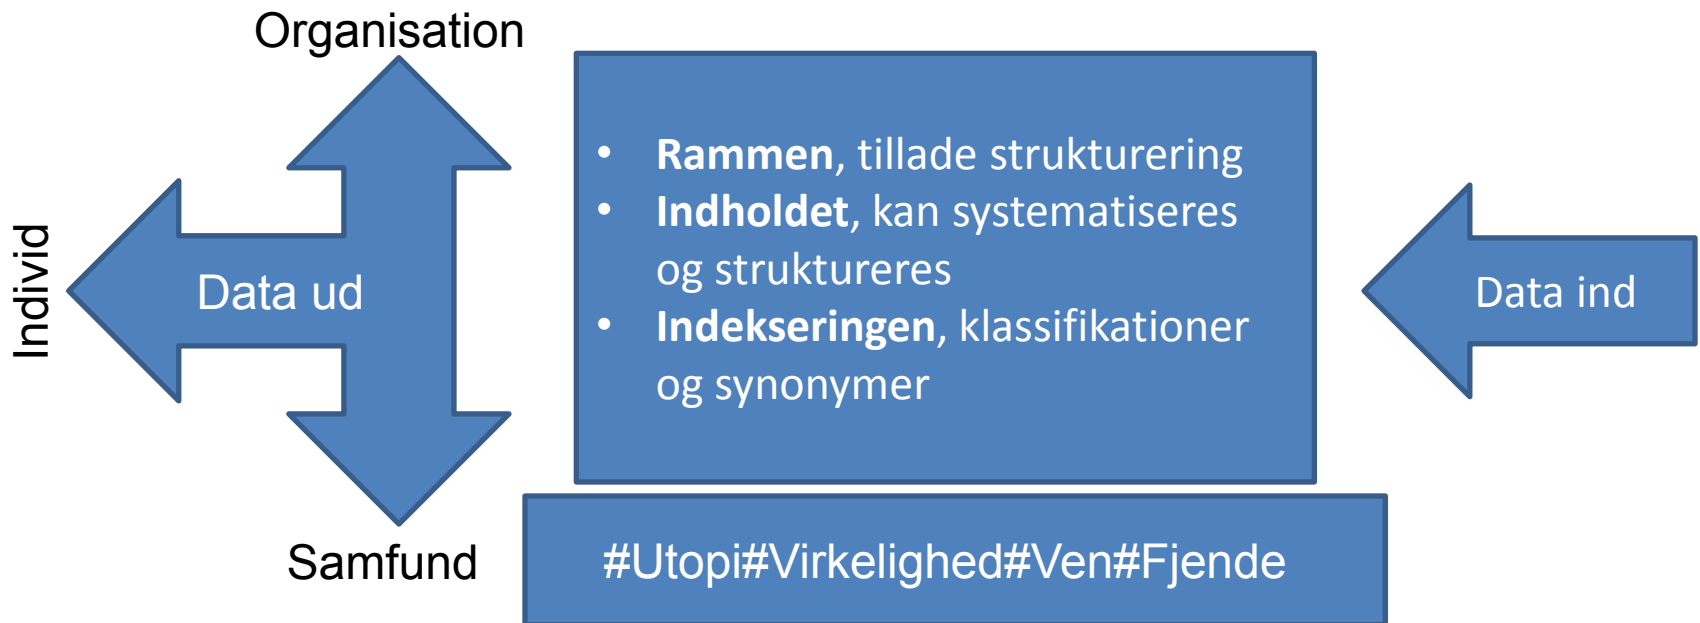 Organisation
Individ
Data ud
Samfund
• Rammen, tillade strukturering
• Indholdet, kan systematiseres
og struktureres
• Indekseringen, klassifikationer
og synonymer
#Utopi#Virkelighed#Ven#Fjende
Data ind